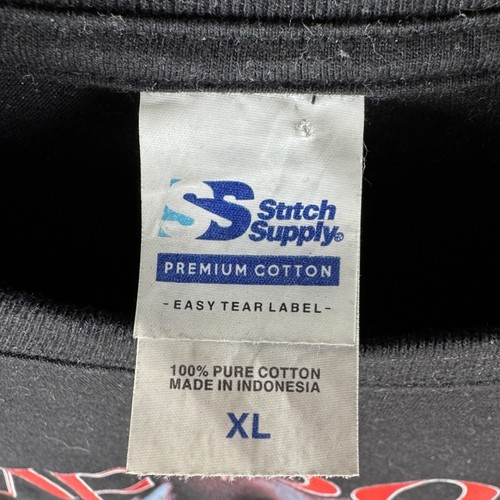 SS Stitch
Supply®
PREMIUM COTTON
- EASY TEAR LABEL -
100% PURE COTTON
MADE IN INDONESIA
XL